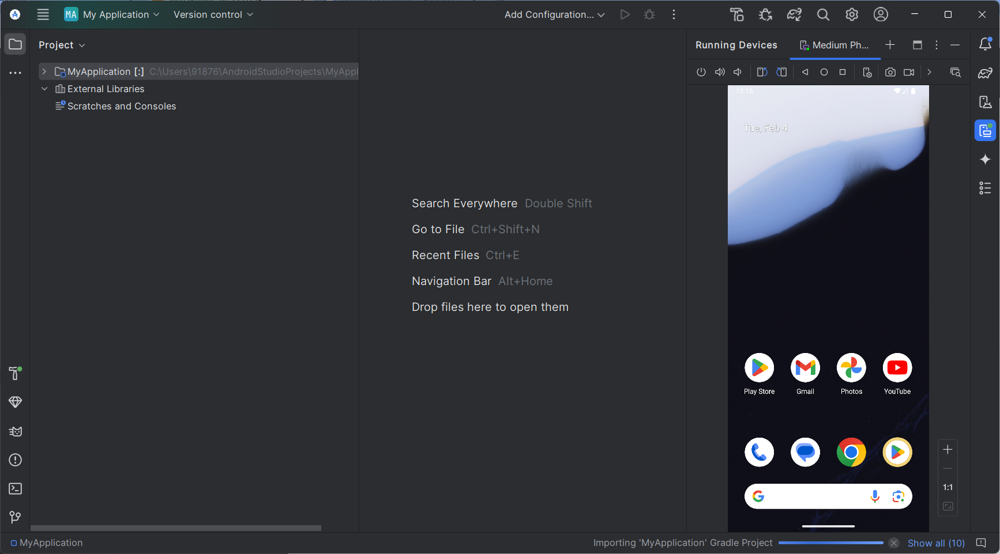 MA My Application
Version control
Add Configuration...
Project
MyApplication [:] C:\Users\91876\AndroidStudioProjects\MyAppl
External Libraries
Scratches and Consoles
Search Everywhere Double Shift
Go to File Ctrl+Shift+N
Recent Files Ctrl+E
Navigation Bar Alt+Home
Drop files here to open them
Running Devices
Medium Ph...
12:16
Tue, Feb 4
Play Store
Gmail
Photos
YouTube
1:1
MyApplication
Importing 'MyApplication' Gradle Project
Show all (10)